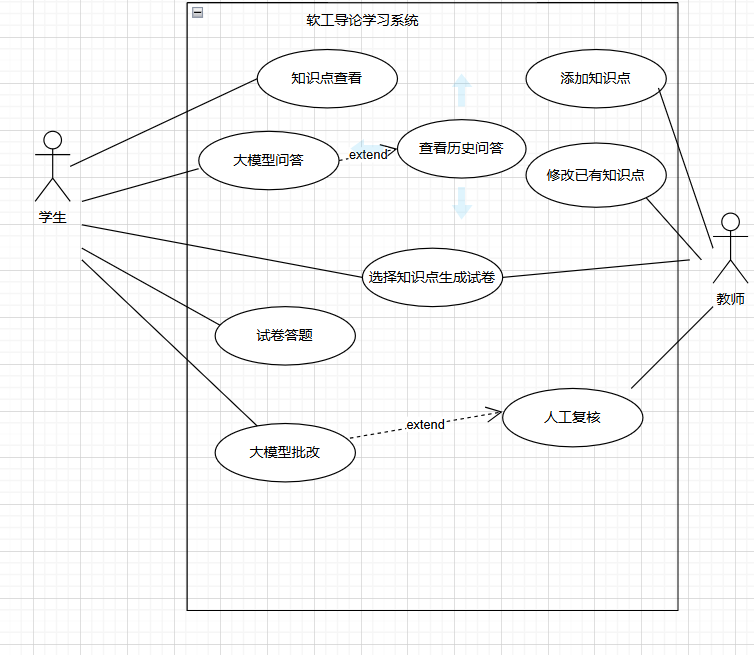 软工导论学习系统
知识点查看
添加知识点
大模型问答
extend
查看历史问答
修改已有知识点
学生
选择知识点生成试卷
教师
试卷答题
人工复核
extend
大模型批改